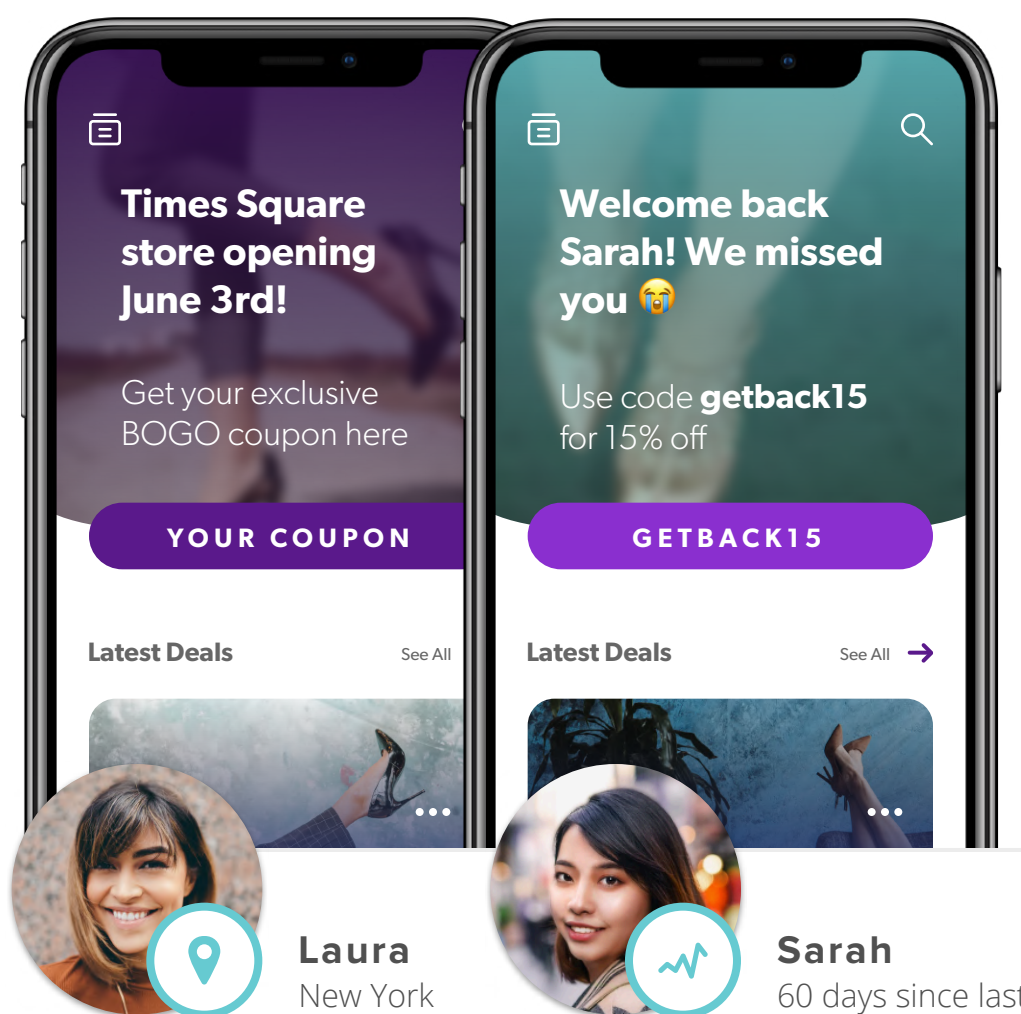 Times Square
store opening
June 3rd!
Get your exclusive
BOGO coupon here
YOUR COUPON
Latest Deals
See All
Laura
New York
Welcome back
Sarah! We missed
you 😭
Use code getback15
for 15% off
GETBACK15
Latest Deals
See All
Sarah
60 days since last